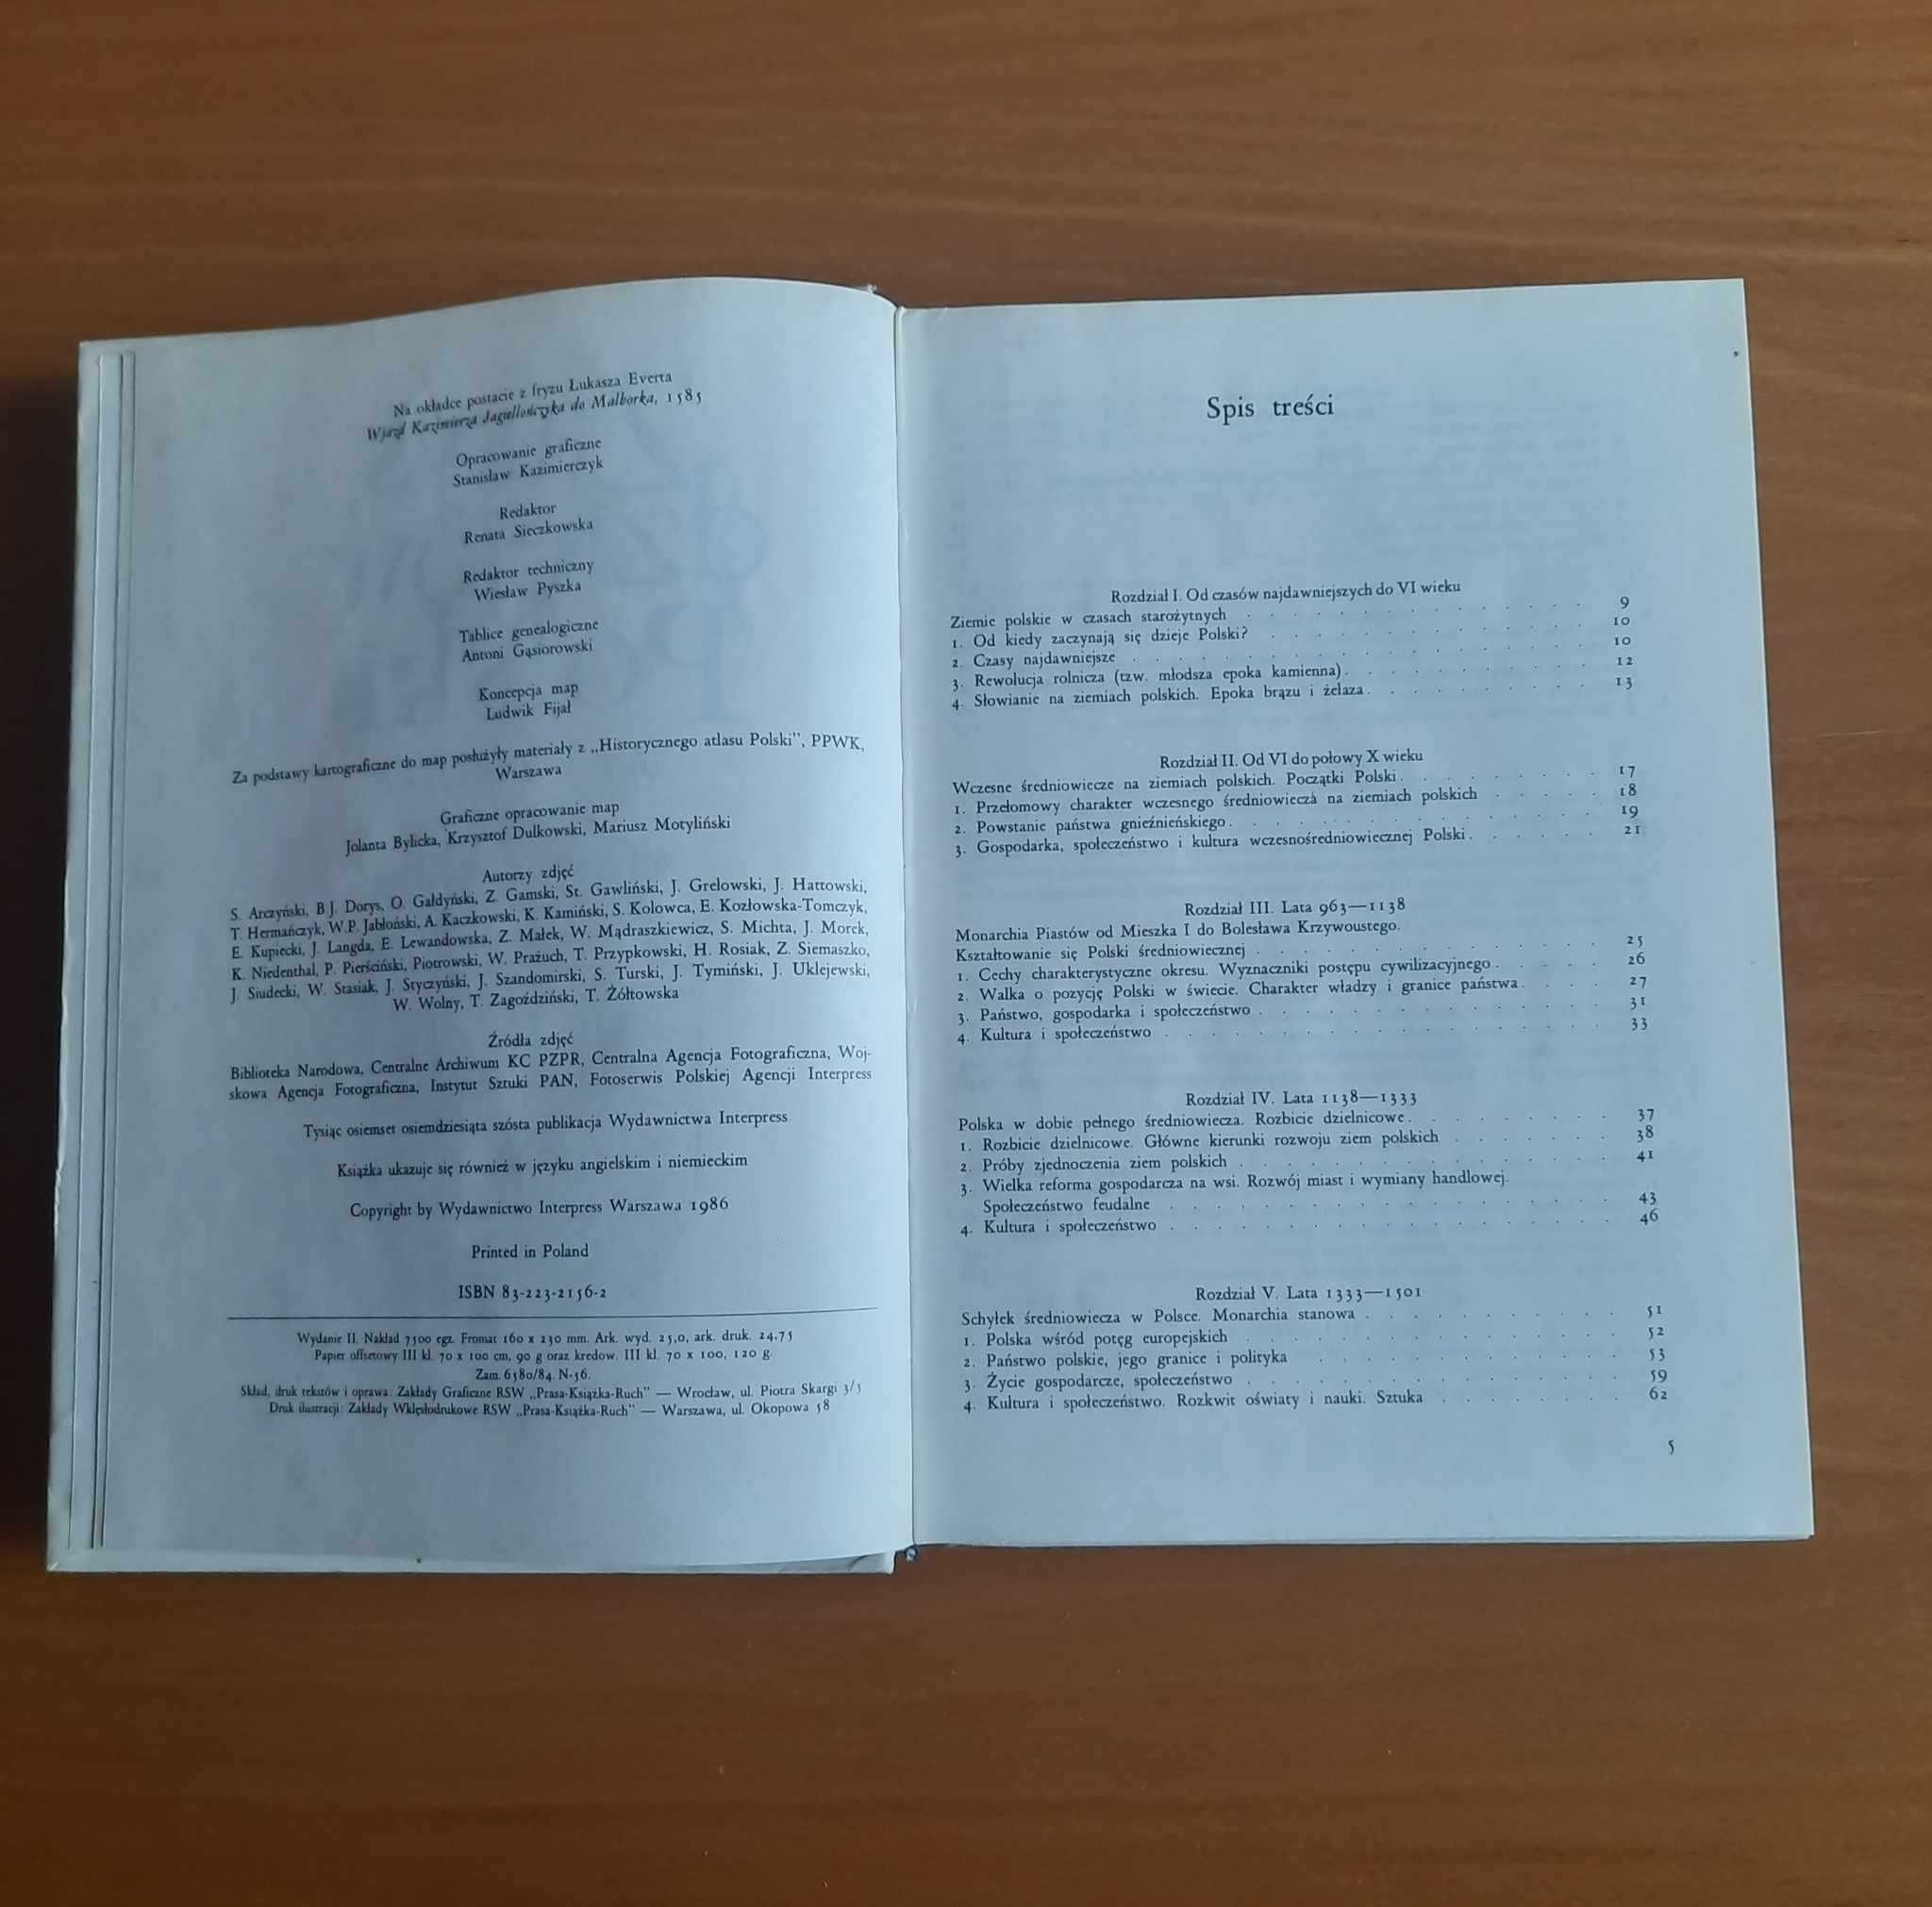 Na okładce postacie z fryzu Łukasza Everta
Wjazd Kazimierza Jagiellończyka do Malborka, 1585
Opracowanie graficzne
Stanisław Kazimierczyk
Redaktor
Renata Sieczkowska
Redaktor techniczny
Wiesław Pyszka
Tablice genealogiczne
Antoni Gąsiorowski
Koncepcja map
Ludwik Fijał
Za podstawy kartograficzne do map posłużyły materiały z „Historycznego atlasu Polski", PPWK,
Warszawa
Graficzne opracowanie map
Jolanta Bylicka, Krzysztof Dulkowski, Mariusz Motyliński
Autorzy zdjęć
S. Arczyński, B J. Dorys, O. Gałdyński, Z. Gamski, St. Gawliński, J. Grelowski, J. Hattowski,
T. Hermańczyk, W.P. Jabłoński, A. Kaczkowski, K. Kamiński, S. Kolowca, E. Kozłowska-Tomczyk,
E. Kupiecki, J. Langda, E. Lewandowska, Z. Małek, W. Mądraszkiewicz, S. Michta, J. Morek,
K. Niedenthal, P. Pierściński, Piotrowski, W. Prażuch, T. Przypkowski, H. Rosiak, Z. Siemaszko,
J. Siudecki, W. Stasiak, J. Styczyński, J. Szandomirski, S. Turski, J. Tymiński, J. Uklejewski,
W. Wolny, T. Zagoździński, T. Żółtowska
Źródła zdjęć
Biblioteka Narodowa, Centralne Archiwum KC PZPR, Centralna Agencja Fotograficzna, Woj-
skowa Agencja Fotograficzna, Instytut Sztuki PAN, Fotoserwis Polskiej Agencji Interpress
Tysiąc osiemset osiemdziesiąta szósta publikacja Wydawnictwa Interpress
Książka ukazuje się również w języku angielskim i niemieckim
Copyright by Wydawnictwo Interpress Warszawa 1986
Printed in Poland
ISBN 83-223-2156-2
Wydanie II. Nakład 7500 egz. Fromat 160 x 230 mm. Ark. wyd. 25,0, ark. druk. 24.75
Papier offsetowy III kl. 70 x 100 cm, 90 g oraz kredow. III kl. 70 x 100, 120 g.
Zam. 6580/84. N-56.
Skład, druk tekstów i oprawa: Zakłady Graficzne RSW „Prasa-Książka-Ruch" — Wrocław, ul. Piotra Skargi 3/5
Druk ilustracji: Zakłady Wklęsłodrukowe RSW „Prasa-Książka-Ruch" — Warszawa, ul. Okopowa 58
Spis treści
Rozdział I. Od czasów najdawniejszych do VI wieku
Ziemie polskie w czasach starożytnych . . . . . . . . . . . . 9
1. Od kiedy zaczynają się dzieje Polski? . . . . . . . . . . . . 10
2. Czasy najdawniejsze . . . . . . . . . . . . 10
3. Rewolucja rolnicza (tzw. młodsza epoka kamienna) . . . . . . . . 12
4. Słowianie na ziemiach polskich. Epoka brązu i żelaza . . . . . . . . 13
Rozdział II. Od VI do połowy X wieku
Wczesne średniowiecze na ziemiach polskich. Początki Polski . . . . . . . . 17
1. Przełomowy charakter wczesnego średniowiecza na ziemiach polskich . . . . . 18
2. Powstanie państwa gnieźnieńskiego . . . . . . . . . . . . 19
3. Gospodarka, społeczeństwo i kultura wczesnośredniowiecznej Polski . . . . . 21
Rozdział III. Lata 963—1138
Monarchia Piastów od Mieszka I do Bolesława Krzywoustego.
Kształtowanie się Polski średniowiecznej . . . . . . . . . . . . 25
1. Cechy charakterystyczne okresu. Wyznaczniki postępu cywilizacyjnego . . . . 26
2. Walka o pozycję Polski w świecie. Charakter władzy i granice państwa . . . . 27
3. Państwo, gospodarka i społeczeństwo . . . . . . . . . . . . 31
4. Kultura i społeczeństwo . . . . . . . . . . . . 33
Rozdział IV. Lata 1138—1333
Polska w dobie pełnego średniowiecza. Rozbicie dzielnicowe . . . . . . . . 37
1. Rozbicie dzielnicowe. Główne kierunki rozwoju ziem polskich . . . . . . . 38
2. Próby zjednoczenia ziem polskich . . . . . . . . . . . . 41
3. Wielka reforma gospodarcza na wsi. Rozwój miast i wymiany handlowej.
Społeczeństwo feudalne . . . . . . . . . . . . 43
4. Kultura i społeczeństwo . . . . . . . . . . . . 46
Rozdział V. Lata 1333—1501
Schyłek średniowiecza w Polsce. Monarchia stanowa . . . . . . . . . 51
1. Polska wśród potęg europejskich . . . . . . . . . . . . 52
2. Państwo polskie, jego granice i polityka . . . . . . . . . . 53
3. Życie gospodarcze, społeczeństwo . . . . . . . . . . . . 59
4. Kultura i społeczeństwo. Rozkwit oświaty i nauki. Sztuka . . . . . . . 62
5